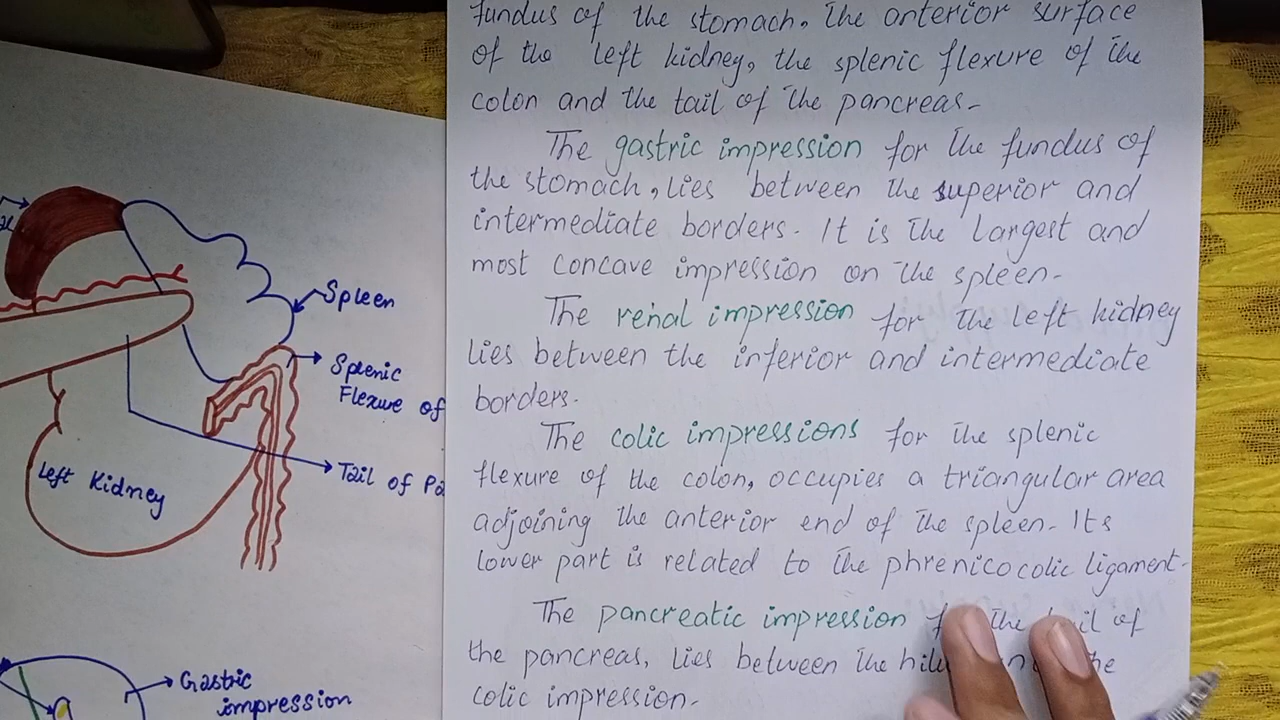 fundus of the stomach, the anterior surface
of the left kidney, the splenic flexure of the
colon and the tail of the pancreas.
The gastric impression for the fundus of
the stomach, lies between the superior and
intermediate borders. It is the largest and
most concave impression on the spleen.
The renal impression for the left kidney
lies between the inferior and intermediate
borders.
The colic impressions for the splenic
flexure of the colon, occupies a triangular area
adjoining the anterior end of the spleen. Its
lower part is related to the phrenicocolic ligament.
The pancreatic impression the of
the pancreas, lies between the
colic impression.
Spleen
Splenic
Flexure of
Tail of Pa
Left Kidney
Gastric
impression